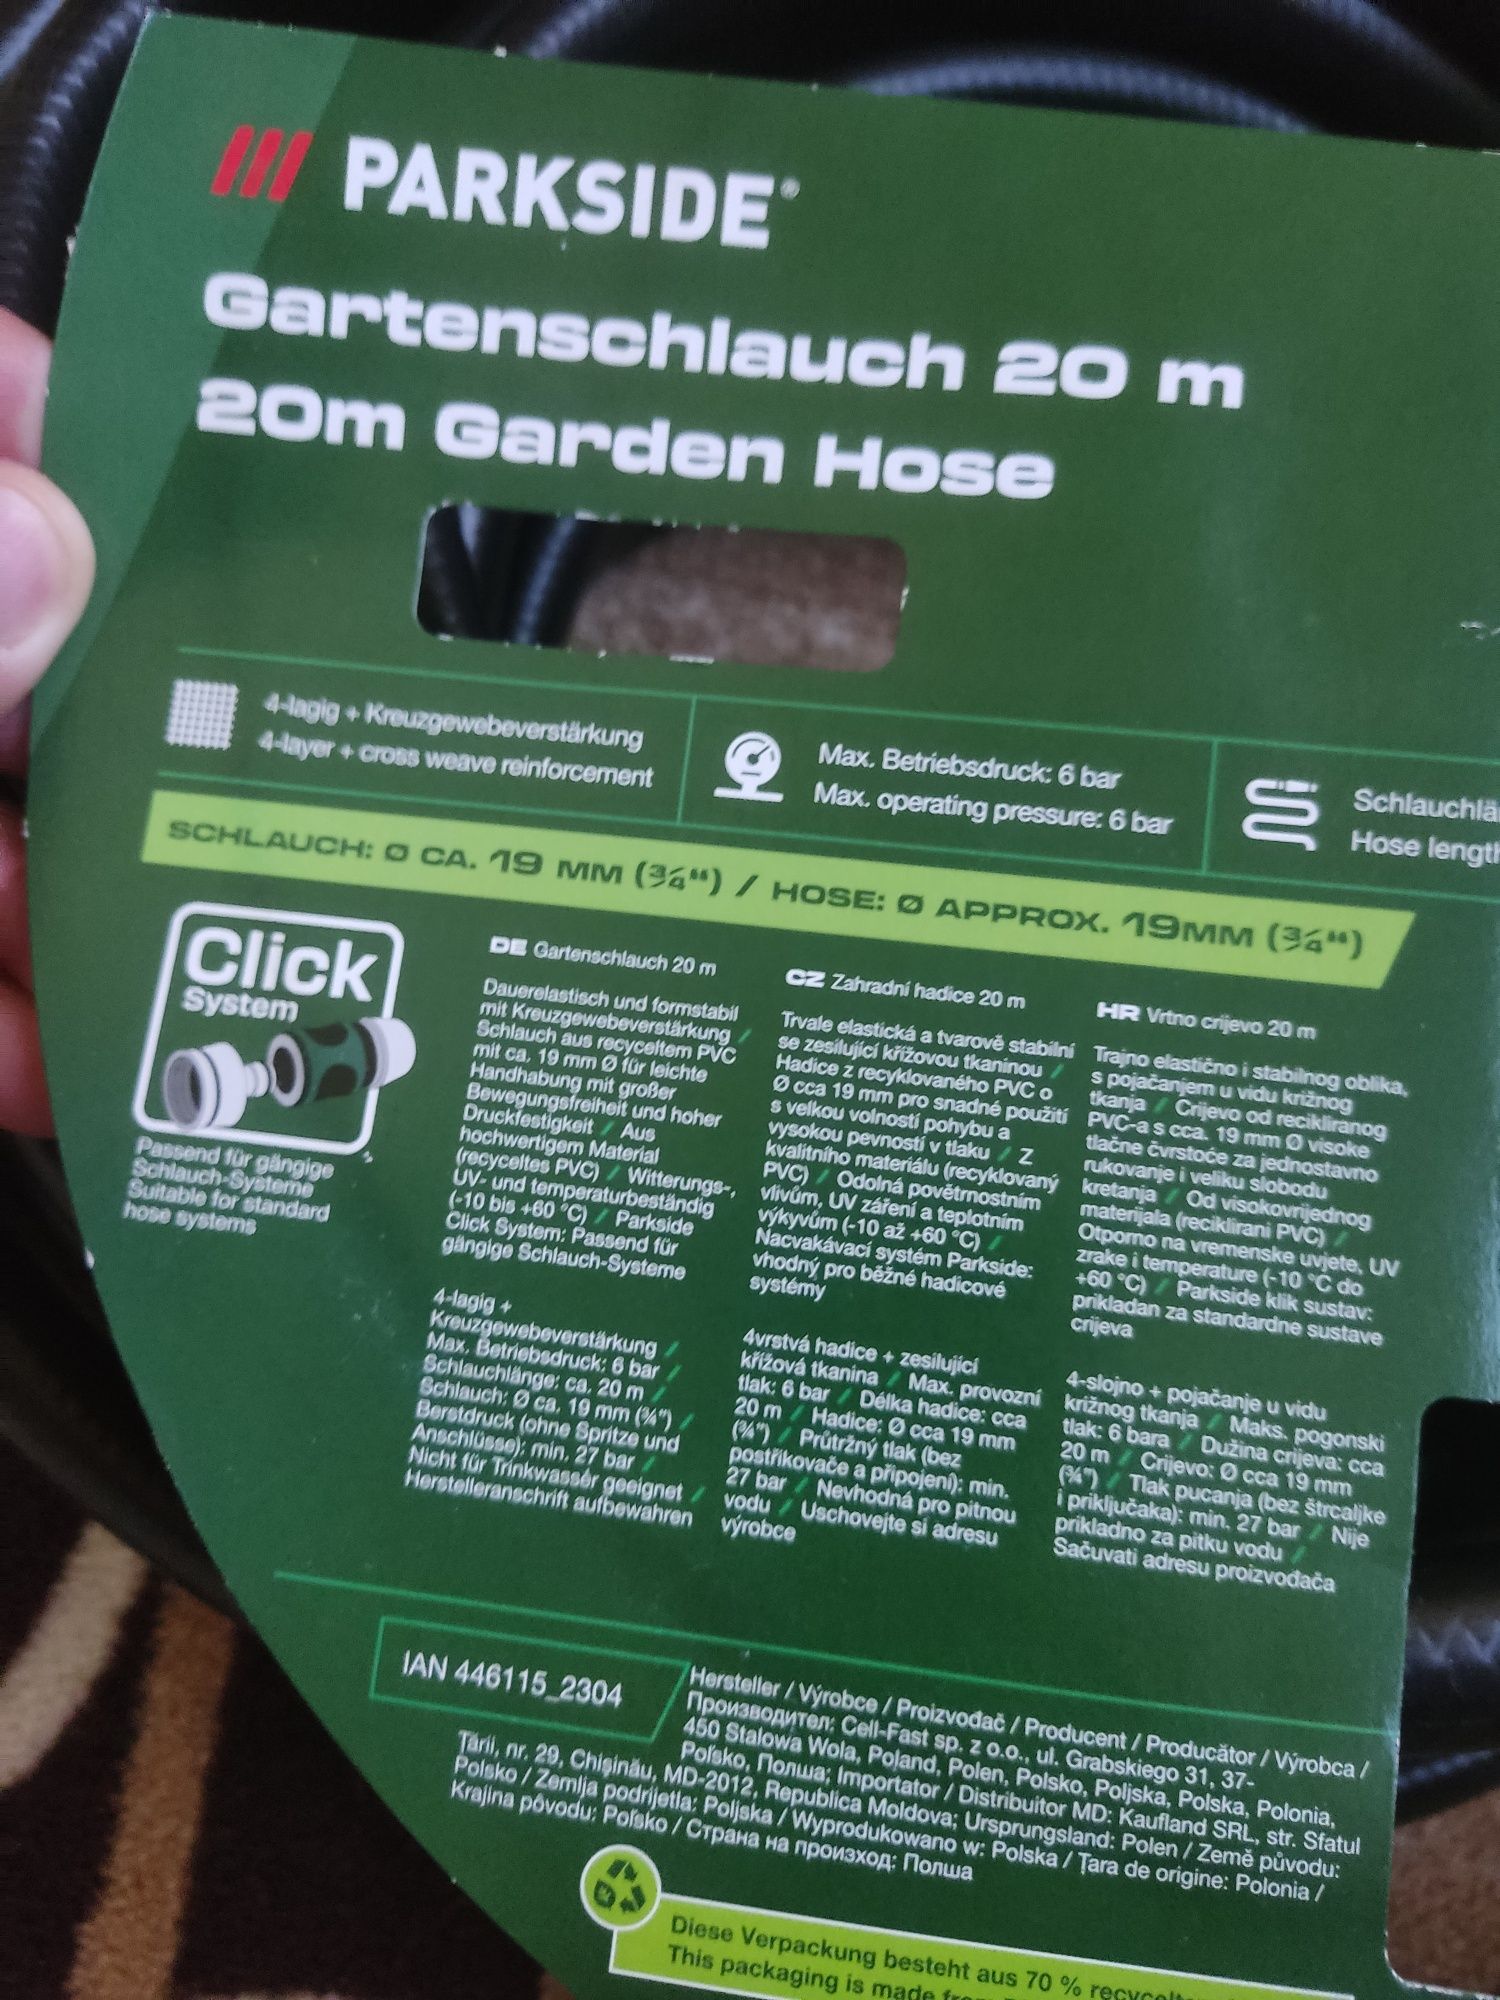 PARKSIDE®
Gartenschlauch 20 m
20m Garden Hose
4-lagig + Kreuzgewebeverstärkung
4-layer + cross weave reinforcement
Max. Betriebsdruck: 6 bar
Max. operating pressure: 6 bar
Schlauchlä
Hose length
SCHLAUCH: Ø CA. 19 MM (¾“) / HOSE: Ø APPROX. 19MM (¾“)
Click
System
Passend für gängige
Schlauch-Systeme
Suitable for standard
hose systems
DE Gartenschlauch 20 m
Dauerelastisch und formstabil
mit Kreuzgewebeverstärkung /
Schlauch aus recyceltem PVC
mit ca. 19 mm Ø für leichte
Handhabung mit großer
Bewegungsfreiheit und hoher
Druckfestigkeit / Aus
hochwertigem Material
(recyceltes PVC) / Witterungs-,
UV- und temperaturbeständig
(-10 bis +60 °C) / Parkside
Click System: Passend für
gängige Schlauch-Systeme
4-lagig +
Kreuzgewebeverstärkung /
Max. Betriebsdruck: 6 bar /
Schlauchlänge: ca. 20 m /
Schlauch: Ø ca. 19 mm (¾") /
Berstdruck (ohne Spritze und
Anschlüsse): min. 27 bar /
Nicht für Trinkwasser geeignet /
Herstelleranschrift aufbewahren
CZ Zahradní hadice 20 m
Trvale elastická a tvarově stabilní
se zesilující křížovou tkaninou /
Hadice z recyklovaného PVC o
Ø cca 19 mm pro snadné použití
s velkou volností pohybu a
vysokou pevností v tlaku / Z
kvalitního materiálu (recyklovaný
PVC) / Odolná povětrnostním
vlivům, UV záření a teplotním
výkyvům (-10 až +60 °C) /
Nacvakávací systém Parkside:
vhodný pro běžné hadicové
systémy
4vrstvá hadice + zesilující
křížová tkanina / Max. provozní
tlak: 6 bar / Délka hadice: cca
20 m / Hadice: Ø cca 19 mm
(¾") / Průtržný tlak (bez
postřikovače a připojení): min.
27 bar / Nevhodná pro pitnou
vodu / Uschovejte si adresu
výrobce
HR Vrtno crijevo 20 m
Trajno elastično i stabilnog oblika,
s pojačanjem u vidu križnog
tkanja / Crijevo od recikliranog
PVC-a s cca. 19 mm Ø visoke
tlačne čvrstoće za jednostavno
rukovanje i veliku slobodu
kretanja / Od visokovrijednog
materijala (reciklirani PVC) /
Otporno na vremenske uvjete, UV
zrake i temperature (-10 °C do
+60 °C) / Parkside klik sustav:
prikladan za standardne sustave
crijeva
4-slojno + pojačanje u vidu
križnog tkanja / Maks. pogonski
tlak: 6 bara / Dužina crijeva: cca
20 m / Crijevo: Ø cca 19 mm
(¾") / Tlak pucanja (bez štrcaljke
i priključaka): min. 27 bar / Nije
prikladno za pitku vodu /
Sačuvati adresu proizvođača
IAN 446115_2304
Hersteller / Výrobce / Proizvođač / Producent / Producător / Výrobca /
Производител: Cell-Fast sp. z o.o., ul. Grabskiego 31, 37-
450 Stalowa Wola, Poland, Polen, Polsko, Poljska, Polska, Polonia,
Poľsko, Полша; Importator / Distribuitor MD: Kaufland SRL, str. Sfatul
Țării, nr. 29, Chișinău, MD-2012, Republica Moldova; Ursprungsland: Polen / Země původu:
Polsko / Zemlja podrijetla: Poljska / Wyprodukowano w: Polska / Țara de origine: Polonia /
Krajina pôvodu: Poľsko / Страна на произход: Полша
Diese Verpackung besteht aus 70 % recycelte
This packaging is made from